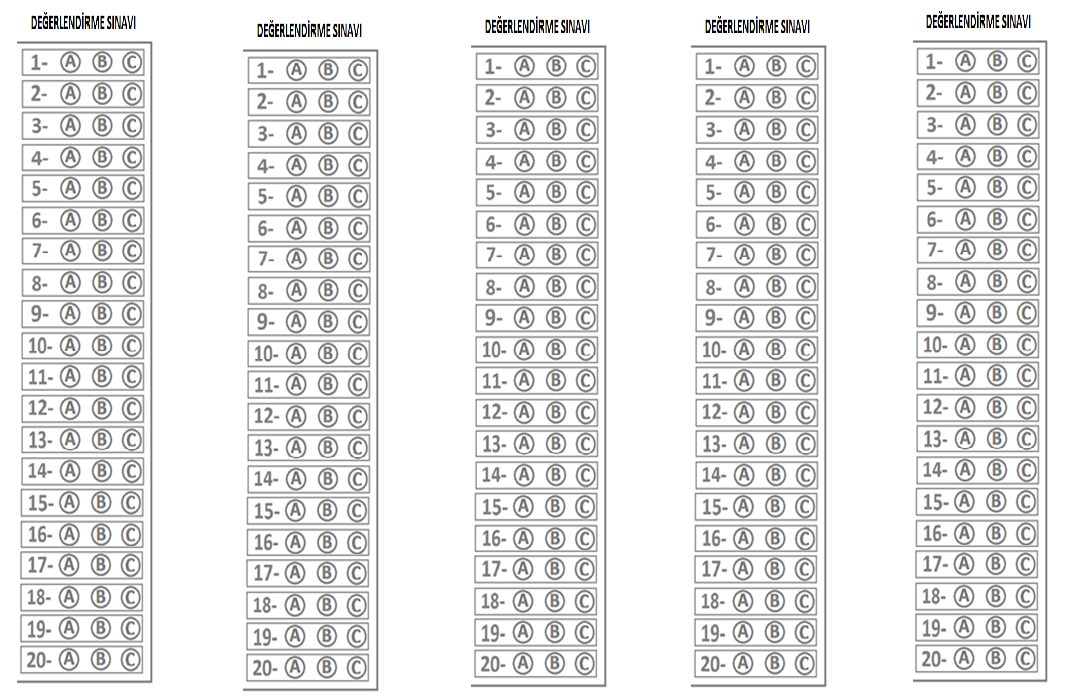 DEĞERLENDİRME SINAVI
1- A B C
2- A B C
3- A B C
4- A B C
5- A B C
6- A B C
7- A B C
8- A B C
9- A B C
10- A B C
11- A B C
12- A B C
13- A B C
14- A B C
15- A B C
16- A B C
17- A B C
18- A B C
19- A B C
20- A B C
DEĞERLENDİRME SINAVI
1- A B C
2- A B C
3- A B C
4- A B C
5- A B C
6- A B C
7- A B C
8- A B C
9- A B C
10- A B C
11- A B C
12- A B C
13- A B C
14- A B C
15- A B C
16- A B C
17- A B C
18- A B C
19- A B C
20- A B C
DEĞERLENDİRME SINAVI
1- A B C
2- A B C
3- A B C
4- A B C
5- A B C
6- A B C
7- A B C
8- A B C
9- A B C
10- A B C
11- A B C
12- A B C
13- A B C
14- A B C
15- A B C
16- A B C
17- A B C
18- A B C
19- A B C
20- A B C
DEĞERLENDİRME SINAVI
1- A B C
2- A B C
3- A B C
4- A B C
5- A B C
6- A B C
7- A B C
8- A B C
9- A B C
10- A B C
11- A B C
12- A B C
13- A B C
14- A B C
15- A B C
16- A B C
17- A B C
18- A B C
19- A B C
20- A B C
DEĞERLENDİRME SINAVI
1- A B C
2- A B C
3- A B C
4- A B C
5- A B C
6- A B C
7- A B C
8- A B C
9- A B C
10- A B C
11- A B C
12- A B C
13- A B C
14- A B C
15- A B C
16- A B C
17- A B C
18- A B C
19- A B C
20- A B C